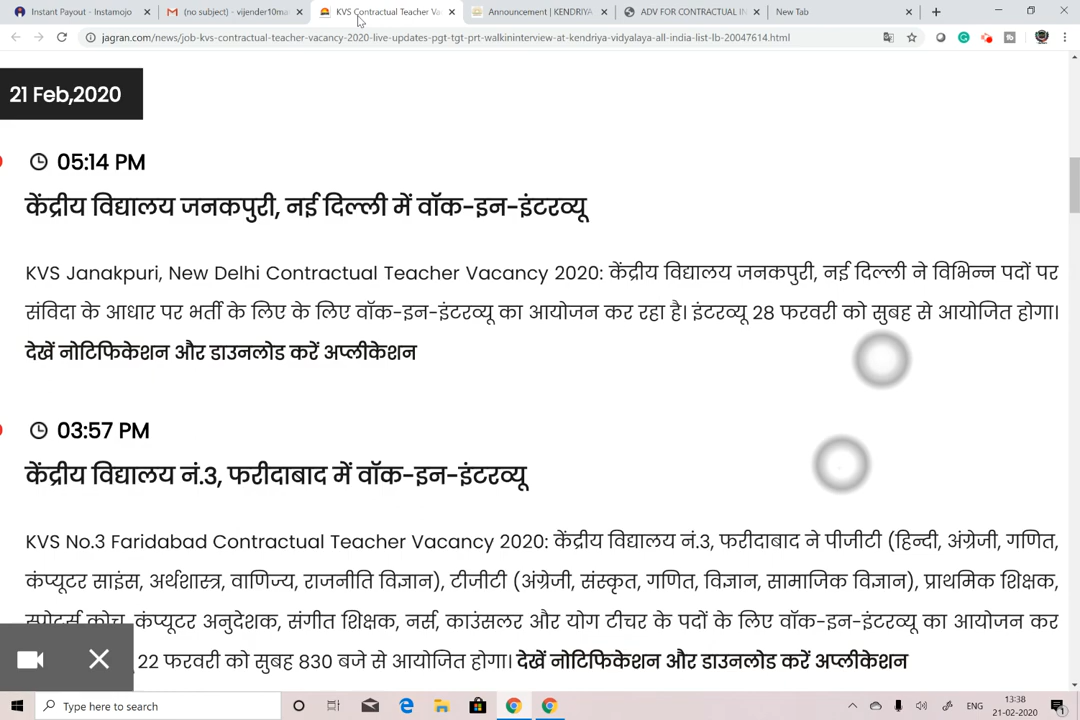 Instant Payout - Instamojo
(no subject) - vijender10ma
KVS Contractual Teacher Va
Announcement | KENDRIYA
ADV FOR CONTRACTUAL IN
New Tab
jagran.com/news/job-kvs-contractual-teacher-vacancy-2020-live-updates-pgt-tgt-prt-walkininterview-at-kendriya-vidyalaya-all-india-list-lb-20047614.html
21 Feb,2020
05:14 PM
केंद्रीय विद्यालय जनकपुरी, नई दिल्ली में वॉक-इन-इंटरव्यू
KVS Janakpuri, New Delhi Contractual Teacher Vacancy 2020: केंद्रीय विद्यालय जनकपुरी, नई दिल्ली ने विभिन्न पदों पर
संविदा के आधार पर भर्ती के लिए के लिए वॉक-इन-इंटरव्यू का आयोजन कर रहा है। इंटरव्यू 28 फरवरी को सुबह से आयोजित होगा।
देखें नोटिफिकेशन और डाउनलोड करें अप्लीकेशन
03:57 PM
केंद्रीय विद्यालय नं.3, फरीदाबाद में वॉक-इन-इंटरव्यू
KVS No.3 Faridabad Contractual Teacher Vacancy 2020: केंद्रीय विद्यालय नं.3, फरीदाबाद ने पीजीटी (हिन्दी, अंग्रेजी, गणित,
कंप्यूटर साइंस, अर्थशास्त्र, वाणिज्य, राजनीति विज्ञान), टीजीटी (अंग्रेजी, संस्कृत, गणित, विज्ञान, सामाजिक विज्ञान), प्राथमिक शिक्षक,
स्पोर्ट्स कोच, कंप्यूटर अनुदेशक, संगीत शिक्षक, नर्स, काउंसलर और योग टीचर के पदों के लिए वॉक-इन-इंटरव्यू का आयोजन कर
22 फरवरी को सुबह 830 बजे से आयोजित होगा। देखें नोटिफिकेशन और डाउनलोड करें अप्लीकेशन
Type here to search
ENG
13:38
21-02-2020